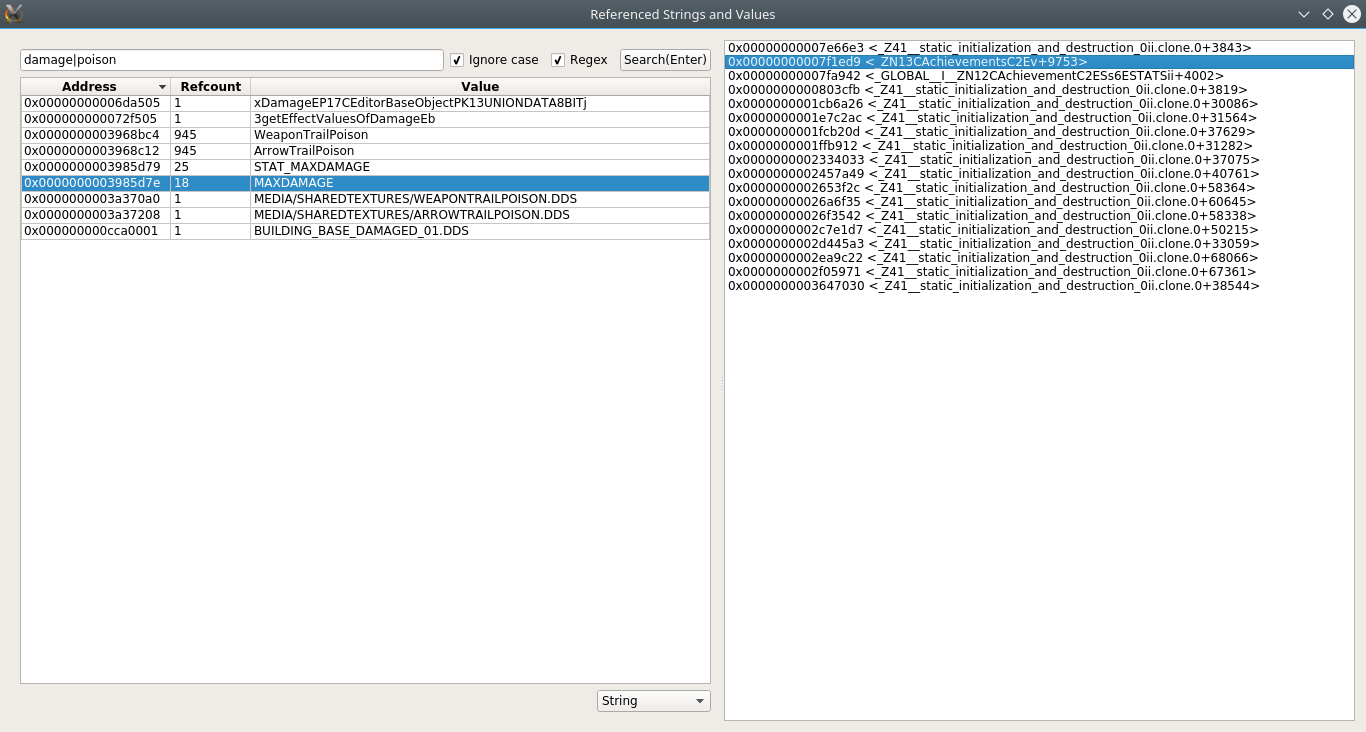 Referenced Strings and Values
damage|poison
Ignore case
Regex
Search(Enter)
Address Refcount Value
0x00000000006da505 1 xDamageEP17CEditorBaseObjectPK13UNIONDATA8BITj
0x000000000072f505 1 3getEffectValuesOfDamageEb
0x0000000003968bc4 945 WeaponTrailPoison
0x0000000003968c12 945 ArrowTrailPoison
0x0000000003985d79 25 STAT_MAXDAMAGE
0x0000000003985d7e 18 MAXDAMAGE
0x0000000003a370a0 1 MEDIA/SHAREDTEXTURES/WEAPONTRAILPOISON.DDS
0x0000000003a37208 1 MEDIA/SHAREDTEXTURES/ARROWTRAILPOISON.DDS
0x000000000cca0001 1 BUILDING_BASE_DAMAGED_01.DDS
String
0x00000000007e66e3 <_Z41__static_initialization_and_destruction_0ii.clone.0+3843>
0x00000000007f1ed9 <_ZN13CAchievementsC2Ev+9753>
0x00000000007fa942 <_GLOBAL__I__ZN12CAchievementC2ESs6ESTATSii+4002>
0x0000000000803cfb <_Z41__static_initialization_and_destruction_0ii.clone.0+3819>
0x0000000001cb6a26 <_Z41__static_initialization_and_destruction_0ii.clone.0+30086>
0x0000000001e7c2ac <_Z41__static_initialization_and_destruction_0ii.clone.0+31564>
0x0000000001fcb20d <_Z41__static_initialization_and_destruction_0ii.clone.0+37629>
0x0000000001ffb912 <_Z41__static_initialization_and_destruction_0ii.clone.0+31282>
0x0000000002334033 <_Z41__static_initialization_and_destruction_0ii.clone.0+37075>
0x0000000002457a49 <_Z41__static_initialization_and_destruction_0ii.clone.0+40761>
0x0000000002653f2c <_Z41__static_initialization_and_destruction_0ii.clone.0+58364>
0x00000000026a6f35 <_Z41__static_initialization_and_destruction_0ii.clone.0+60645>
0x00000000026f3542 <_Z41__static_initialization_and_destruction_0ii.clone.0+58338>
0x0000000002c7e1d7 <_Z41__static_initialization_and_destruction_0ii.clone.0+50215>
0x0000000002d445a3 <_Z41__static_initialization_and_destruction_0ii.clone.0+33059>
0x0000000002ea9c22 <_Z41__static_initialization_and_destruction_0ii.clone.0+68066>
0x0000000002f05971 <_Z41__static_initialization_and_destruction_0ii.clone.0+67361>
0x0000000003647030 <_Z41__static_initialization_and_destruction_0ii.clone.0+38544>